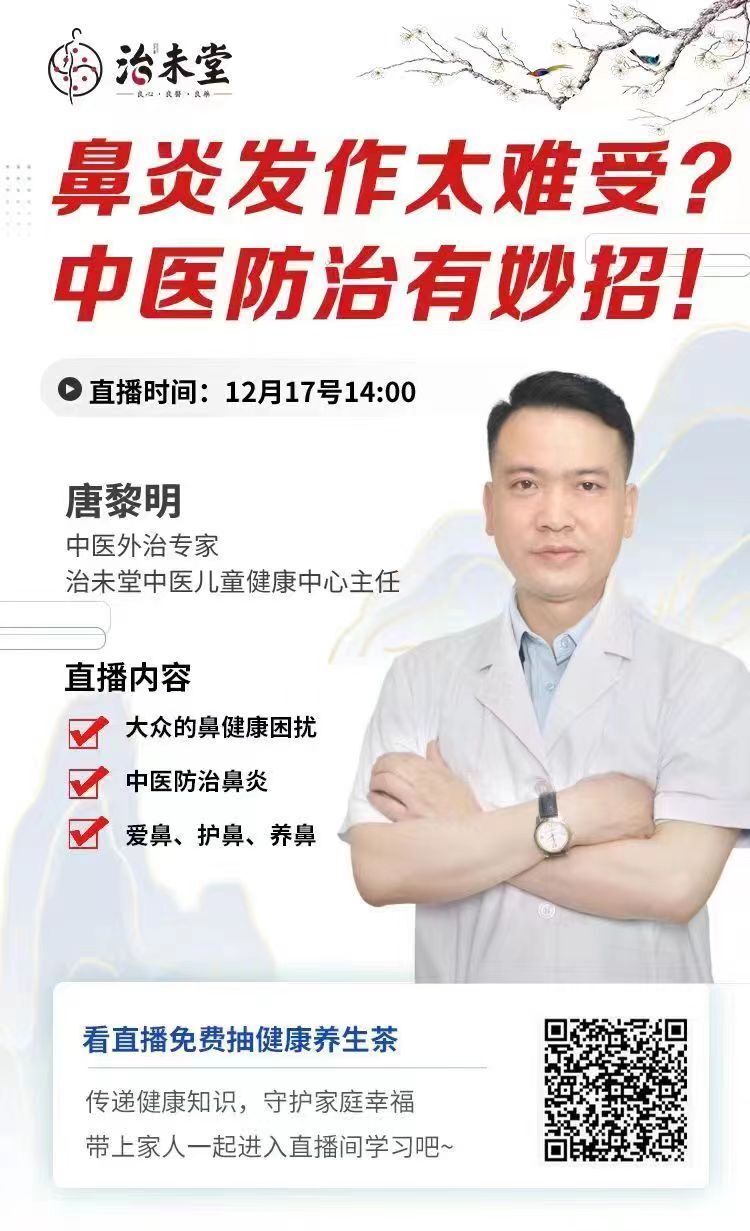 治未堂
良心·良醫·良藥
鼻炎发作太难受?
中医防治有妙招!
直播时间：12月17号14:00
唐黎明
中医外治专家
治未堂中医儿童健康中心主任
直播内容
大众的鼻健康困扰
中医防治鼻炎
爱鼻、护鼻、养鼻
看直播免费抽健康养生茶
传递健康知识，守护家庭幸福
带上家人一起进入直播间学习吧~